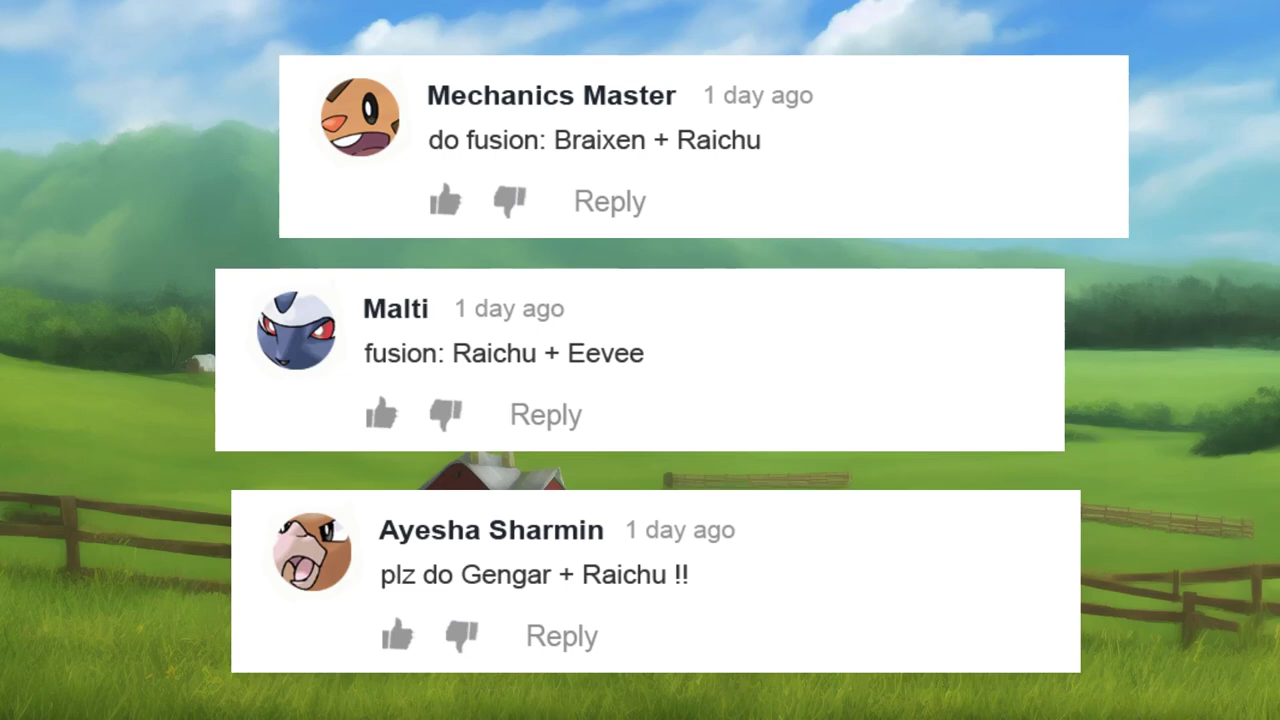 Mechanics Master 1 day ago
do fusion: Braixen + Raichu
Reply
Malti 1 day ago
fusion: Raichu + Eevee
Reply
Ayesha Sharmin 1 day ago
plz do Gengar + Raichu !!
Reply